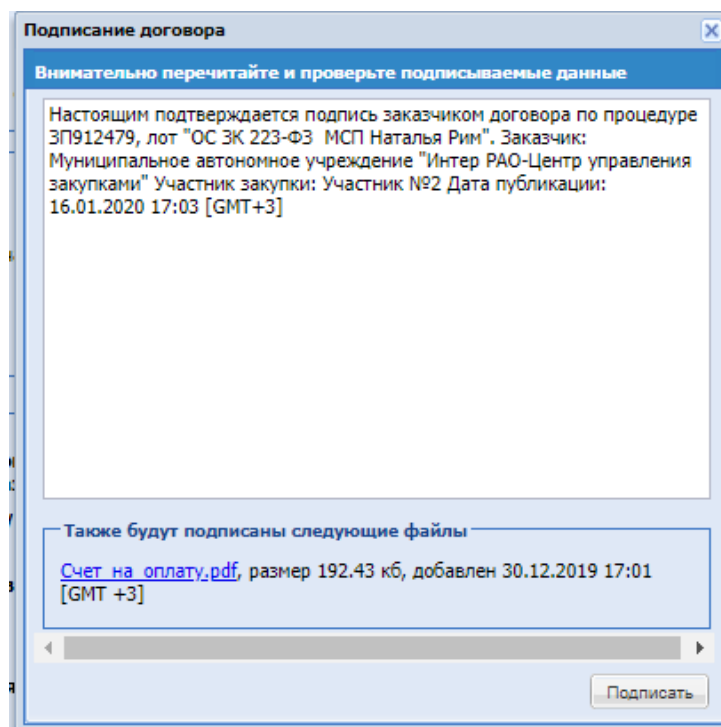 Подписание договора
Внимательно перечитайте и проверьте подписываемые данные
Настоящим подтверждается подпись заказчиком договора по процедуре
ЗП912479, лот "ОС ЗК 223-ФЗ  МСП Наталья Рим". Заказчик:
Муниципальное автономное учреждение "Интер РАО-Центр управления
закупками" Участник закупки: Участник №2 Дата публикации:
16.01.2020 17:03 [GMT+3]
Также будут подписаны следующие файлы
Счет_на_оплату.pdf, размер 192.43 кб, добавлен 30.12.2019 17:01
[GMT +3]
Подписать